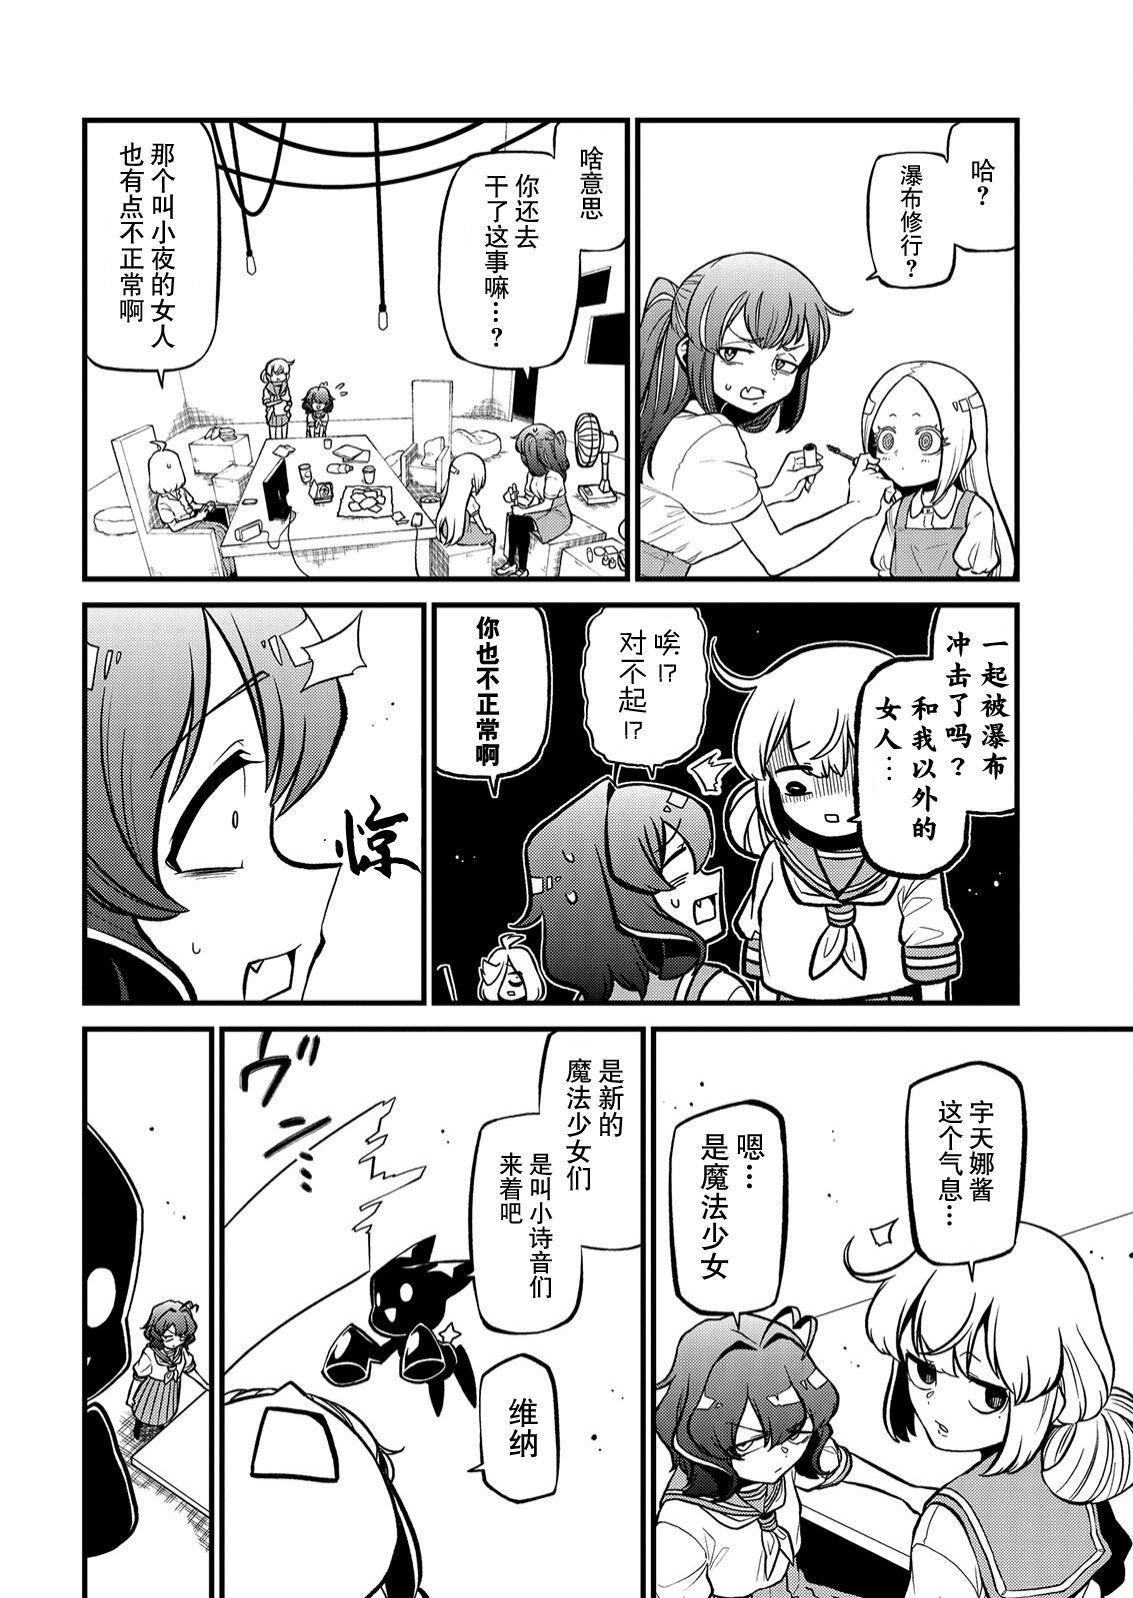 哈？
瀑布修行？
啥意思
你还去
干了这事嘛…？
那个叫小夜的女人
也有点不正常啊
一起被瀑布
冲击了吗？
和我以外的
女人…
唉！？
对不起！？
你也不正常啊
惊
宇天娜酱
这个气息…
嗯…
是魔法少女
是新的
魔法少女们
是叫小诗音们
来着吧
维纳
ヴン